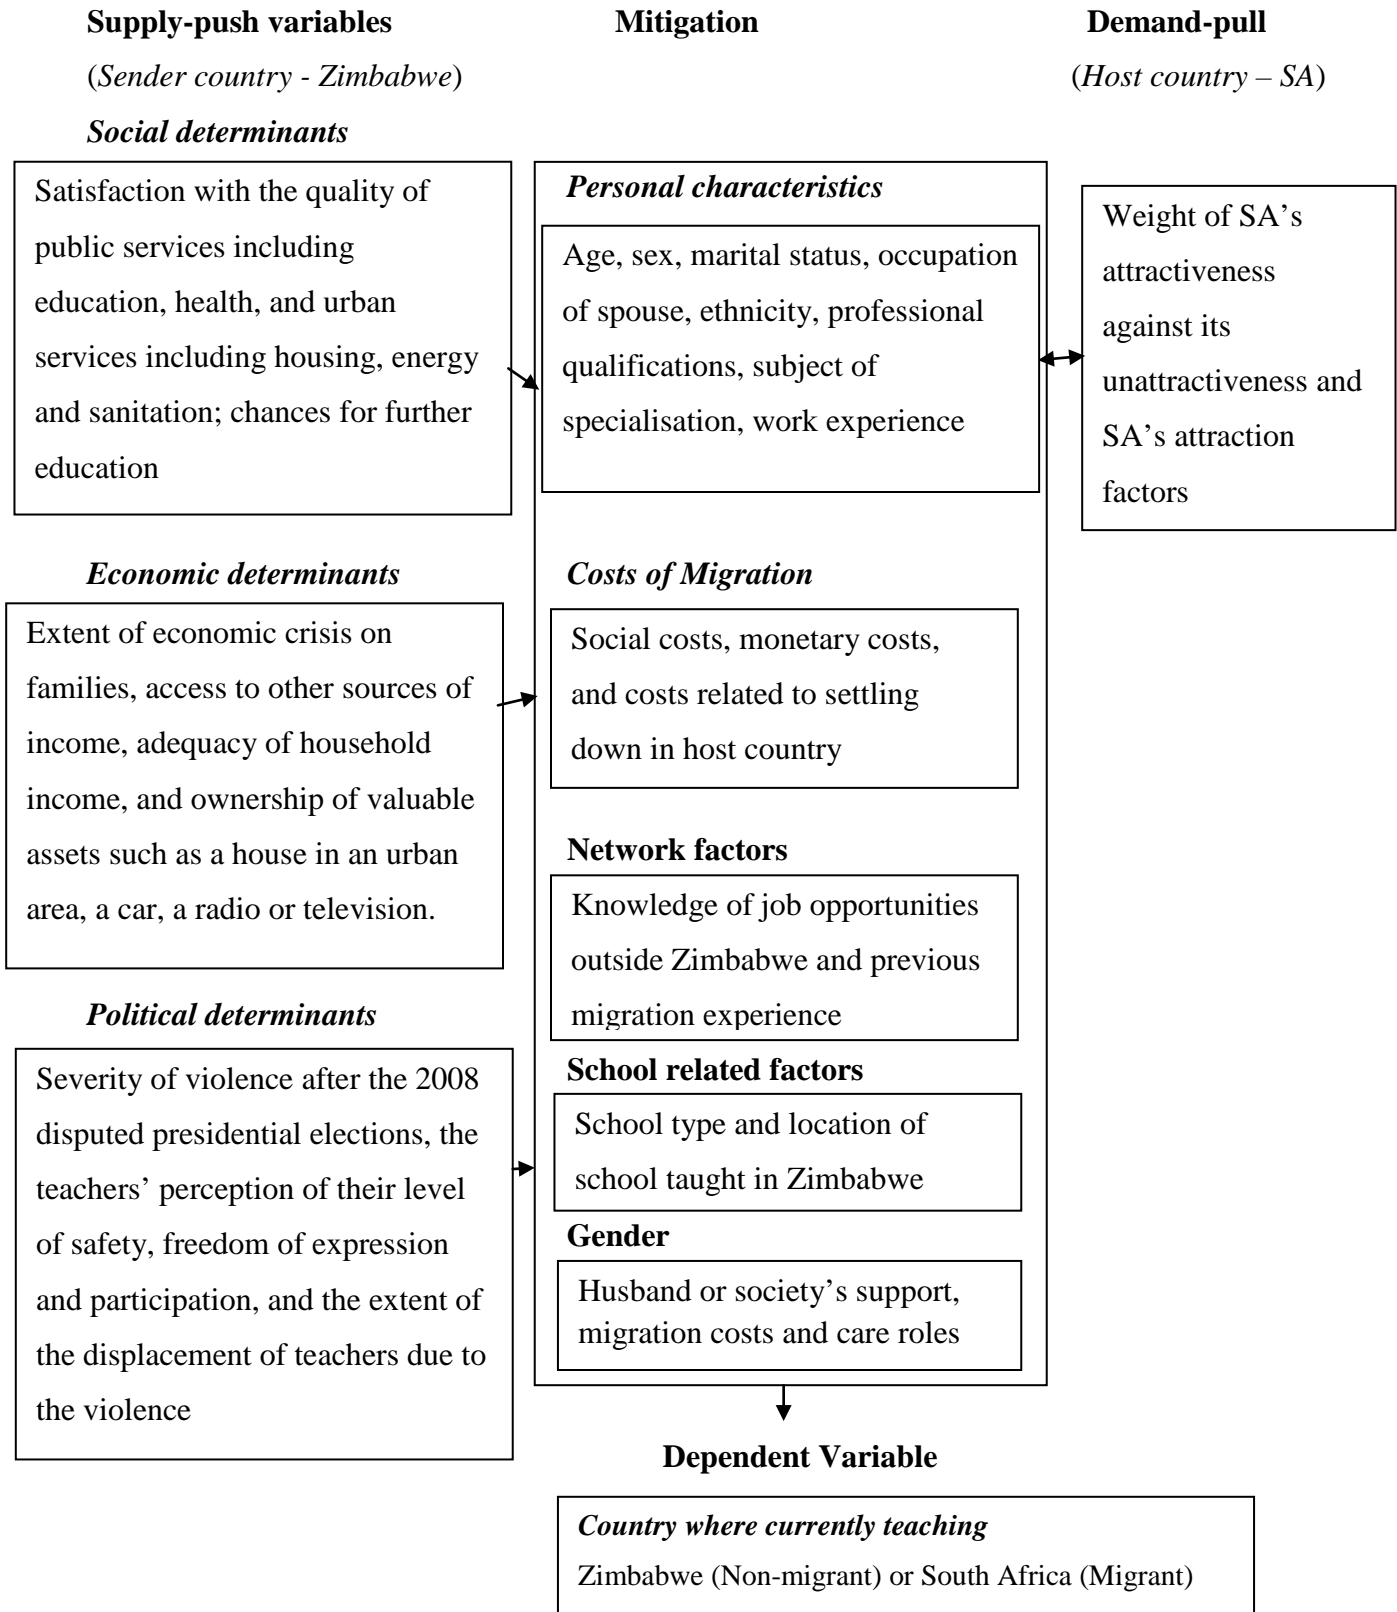 Supply-push variables
(Sender country - Zimbabwe)
Social determinants
Satisfaction with the quality of
public services including
education, health, and urban
services including housing, energy
and sanitation; chances for further
education
Economic determinants
Extent of economic crisis on
families, access to other sources of
income, adequacy of household
income, and ownership of valuable
assets such as a house in an urban
area, a car, a radio or television.
Political determinants
Severity of violence after the 2008
disputed presidential elections, the
teachers’ perception of their level
of safety, freedom of expression
and participation, and the extent of
the displacement of teachers due to
the violence
Mitigation
Personal characteristics
Age, sex, marital status, occupation
of spouse, ethnicity, professional
qualifications, subject of
specialisation, work experience
Costs of Migration
Social costs, monetary costs,
and costs related to settling
down in host country
Network factors
Knowledge of job opportunities
outside Zimbabwe and previous
migration experience
School related factors
School type and location of
school taught in Zimbabwe
Gender
Husband or society’s support,
migration costs and care roles
Demand-pull
(Host country – SA)
Weight of SA’s
attractiveness
against its
unattractiveness and
SA’s attraction
factors
Dependent Variable
Country where currently teaching
Zimbabwe (Non-migrant) or South Africa (Migrant)